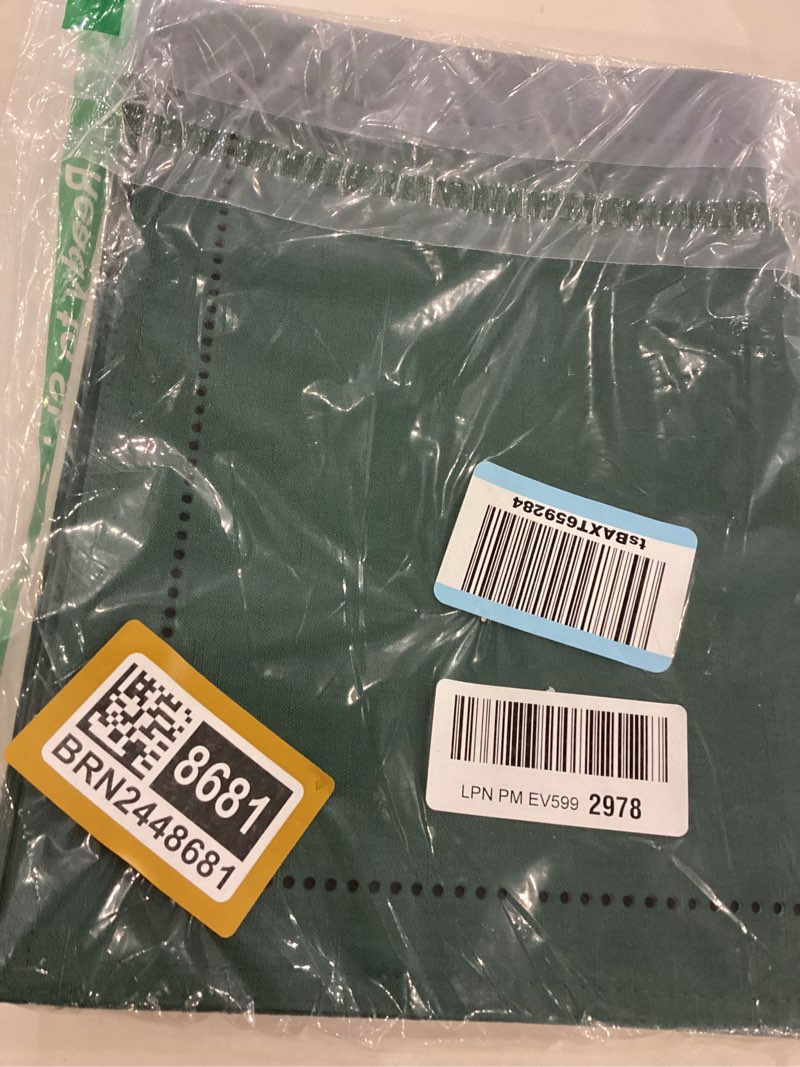 tsBAXT659284
8681
BRN2448681
LPN PM EV599 2978